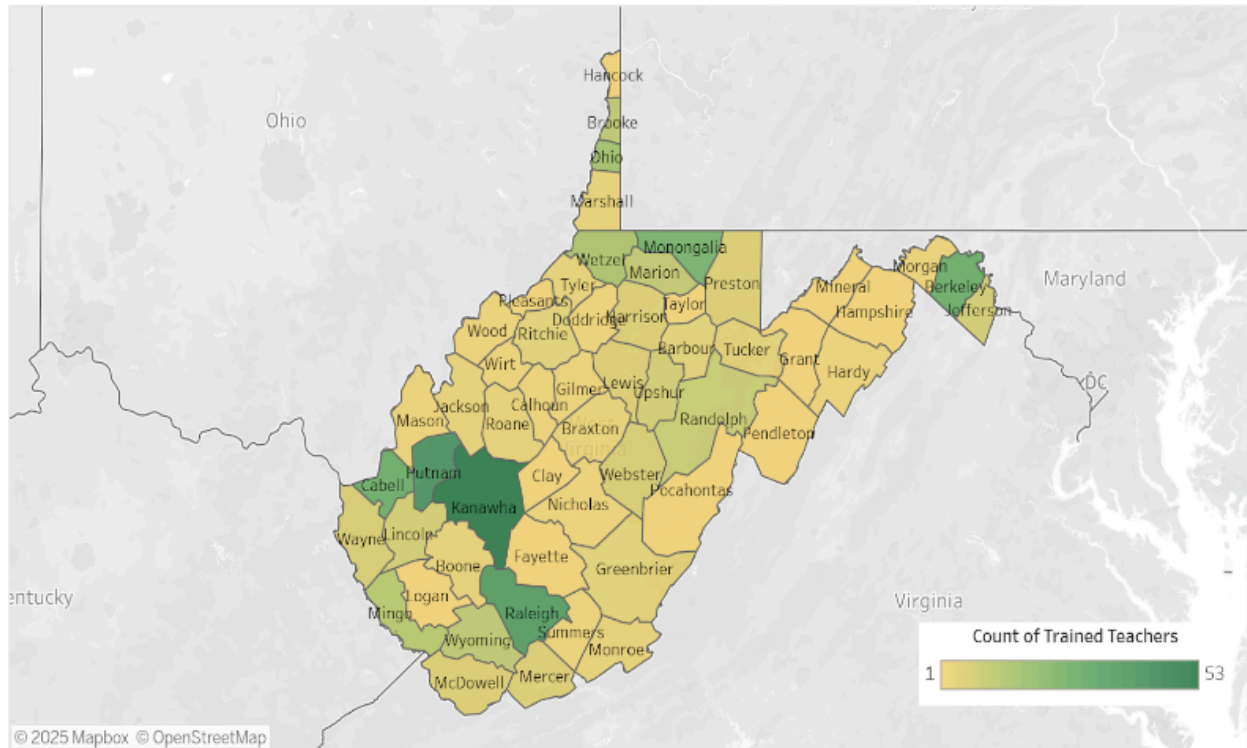 Ohio
Hancock
Brooke
Ohio
Marshall
Wetzel
Monongalia
Marion
Preston
Morgan
Berkeley
Jefferson
Maryland
Tyler
Pleasants
Doddridge
Harrison
Taylor
Mineral
Hampshire
Wood
Ritchie
Barbour
Tucker
Grant
Hardy
Wirt
Lewis
Upshur
DC
Jackson
Calhoun
Gilmer
Mason
Roane
Braxton
Randolph
Pendleton
Virginia
Putnam
Cabell
Kanawha
Clay
Webster
Pocahontas
Nicholas
Wayne
Lincoln
Boone
Fayette
Greenbrier
entucky
Logan
Mingo
Raleigh
Virginia
Wyoming
Summers
Monroe
McDowell
Mercer
Count of Trained Teachers
1
53
© 2025 Mapbox © OpenStreetMap